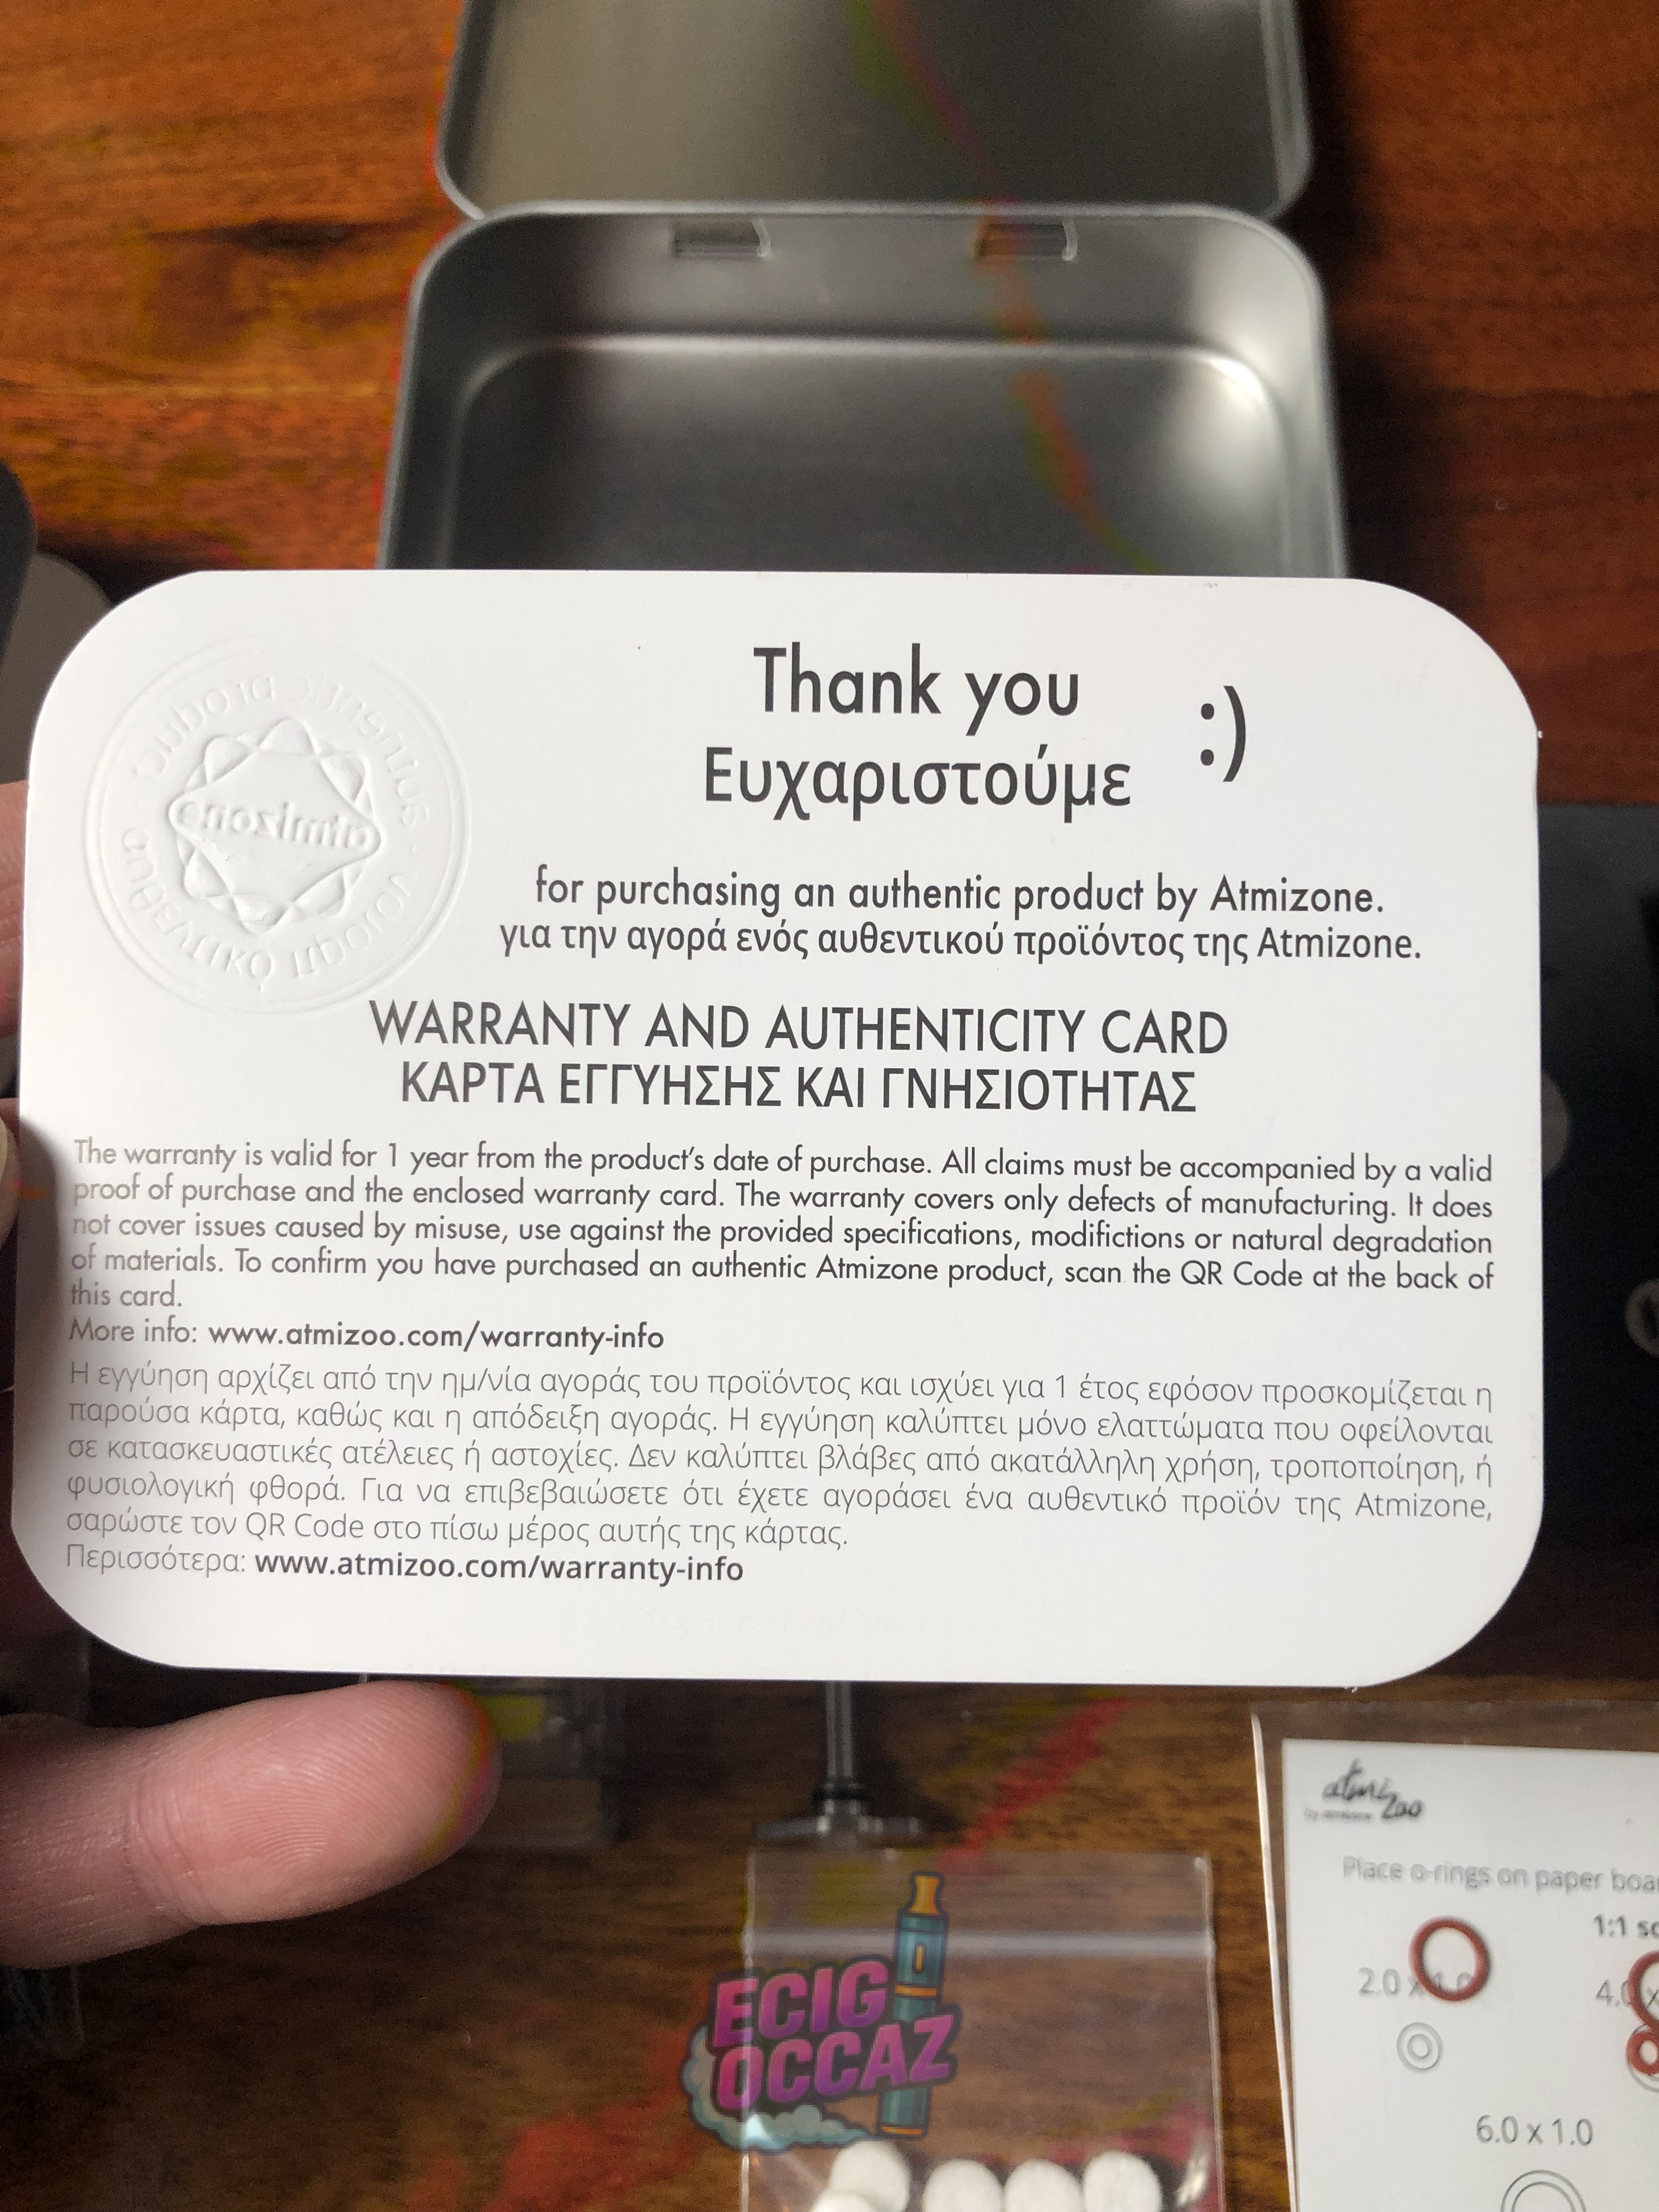 Thank you :)
Ευχαριστούμε
for purchasing an authentic product by Atmizone.
για την αγορά ενός αυθεντικού προϊόντος της Atmizone.
atmizone
αυθεντικό προϊόν
WARRANTY AND AUTHENTICITY CARD
ΚΑΡΤΑ ΕΓΓΥΗΣΗΣ ΚΑΙ ΓΝΗΣΙΟΤΗΤΑΣ
The warranty is valid for 1 year from the product's date of purchase. All claims must be accompanied by a valid
proof of purchase and the enclosed warranty card. The warranty covers only defects of manufacturing. It does
not cover issues caused by misuse, use against the provided specifications, modifictions or natural degradation
of materials. To confirm you have purchased an authentic Atmizone product, scan the QR Code at the back of
this card.
More info: www.atmizoo.com/warranty-info
Η εγγύηση αρχίζει από την ημ/νία αγοράς του προϊόντος και ισχύει για 1 έτος εφόσον προσκομίζεται η
παρούσα κάρτα, καθώς και η απόδειξη αγοράς. Η εγγύηση καλύπτει μόνο ελαττώματα που οφείλονται
σε κατασκευαστικές ατέλειες ή αστοχίες. Δεν καλύπτει βλάβες από ακατάλληλη χρήση, τροποποίηση, ή
φυσιολογική φθορά. Για να επιβεβαιώσετε ότι έχετε αγοράσει ένα αυθεντικό προϊόν της Atmizone,
σαρώστε τον QR Code στο πίσω μέρος αυτής της κάρτας.
Περισσότερα: www.atmizoo.com/warranty-info
atmizoo
Place o-rings on paper
1:1
2.0 x 1.0
6.0 x 1.0
ECIG
OCCAZ